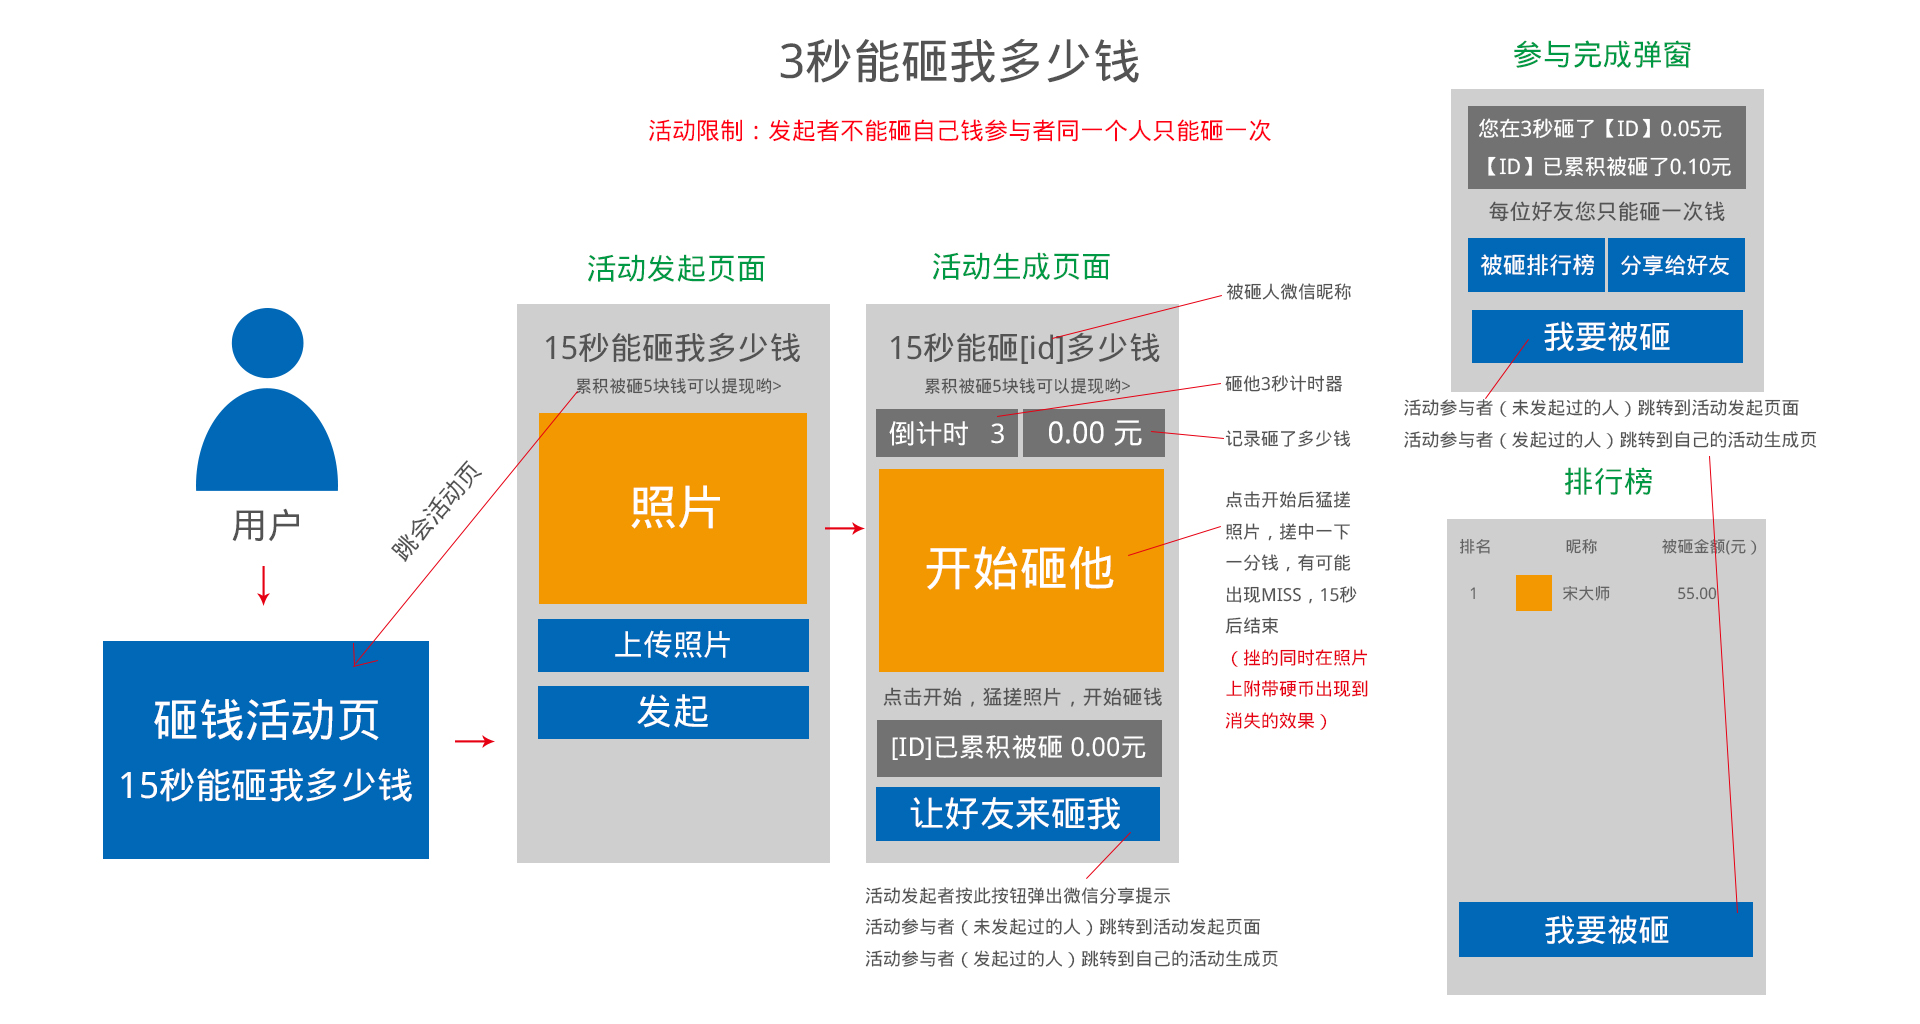 3秒能砸我多少钱
活动限制：发起者不能砸自己钱参与者同一个人只能砸一次
用户
砸钱活动页
15秒能砸我多少钱
跳会活动页
活动发起页面
15秒能砸我多少钱
累积被砸5块钱可以提现哟>
照片
上传照片
发起
活动生成页面
15秒能砸[id]多少钱
累积被砸5块钱可以提现哟>
倒计时 3
0.00 元
开始砸他
点击开始，猛搓照片，开始砸钱
[ID]已累积被砸 0.00元
让好友来砸我
被砸人微信昵称
砸他3秒计时器
记录砸了多少钱
点击开始后猛搓
照片，搓中一下
一分钱，有可能
出现MISS，15秒
后结束
（挫的同时在照片
上附带硬币出现到
消失的效果）
活动发起者按此按钮弹出微信分享提示
活动参与者（未发起过的人）跳转到活动发起页面
活动参与者（发起过的人）跳转到自己的活动生成页
参与完成弹窗
您在3秒砸了【ID】0.05元
【ID】已累积被砸了0.10元
每位好友您只能砸一次钱
被砸排行榜
分享给好友
我要被砸
活动参与者（未发起过的人）跳转到活动发起页面
活动参与者（发起过的人）跳转到自己的活动生成页
排行榜
排名 昵称 被砸金额(元）
1 宋大师 55.00
我要被砸